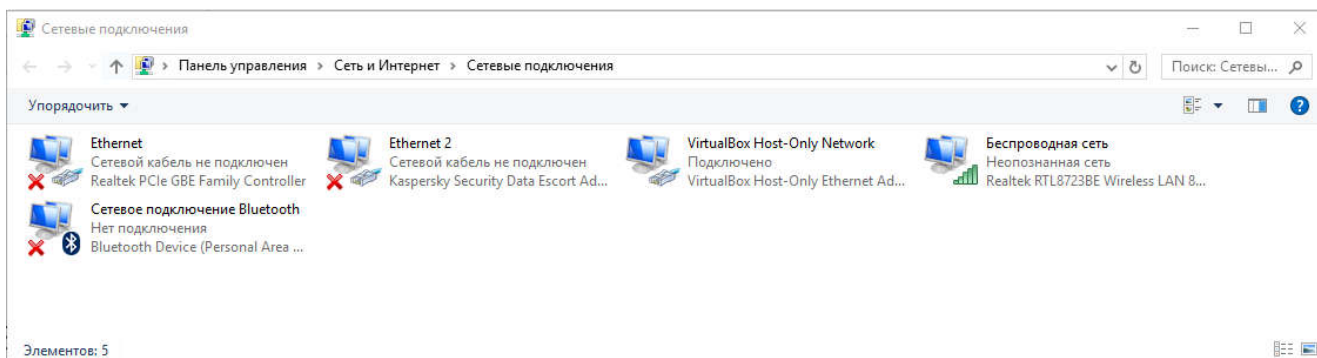 Сетевые подключения
Панель управления > Сеть и Интернет > Сетевые подключения
Поиск: Сетевы...
Упорядочить
Ethernet
Сетевой кабель не подключен
Realtek PCIe GBE Family Controller
Ethernet 2
Сетевой кабель не подключен
Kaspersky Security Data Escort Ad...
VirtualBox Host-Only Network
Подключено
VirtualBox Host-Only Ethernet Ad...
Беспроводная сеть
Неопознанная сеть
Realtek RTL8723BE Wireless LAN 8...
Сетевое подключение Bluetooth
Нет подключения
Bluetooth Device (Personal Area ...
Элементов: 5